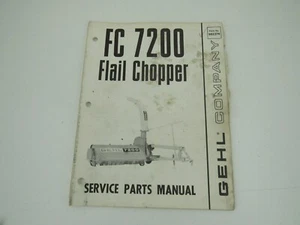 FC 7200
Flail Chopper
GEHL COMPANY
SERVICE PARTS MANUAL